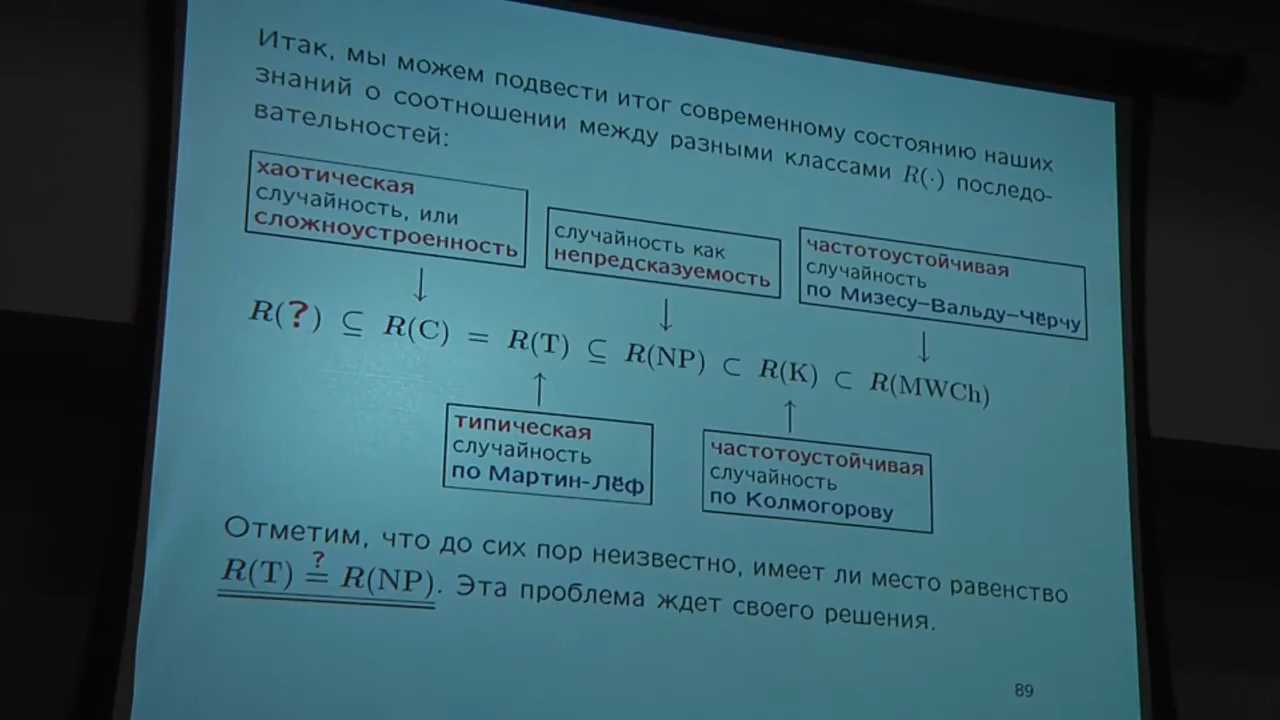 Итак, мы можем подвести итог современному состоянию наших
знаний о соотношении между разными классами R(·) последо-
вательностей:
хаотическая
случайность, или
сложноустроенность
случайность как
непредсказуемость
частотоустойчивая
случайность
по Мизесу–Вальду–Чёрчу
↓ ↓ ↓
R(?) ⊆ R(C) = R(T) ⊆ R(NP) ⊂ R(K) ⊂ R(MWCh)
↑ ↑
типическая
случайность
по Мартин-Лёф
частотоустойчивая
случайность
по Колмогорову
Отметим, что до сих пор неизвестно, имеет ли место равенство
R(T) ≟ R(NP). Эта проблема ждет своего решения.
89